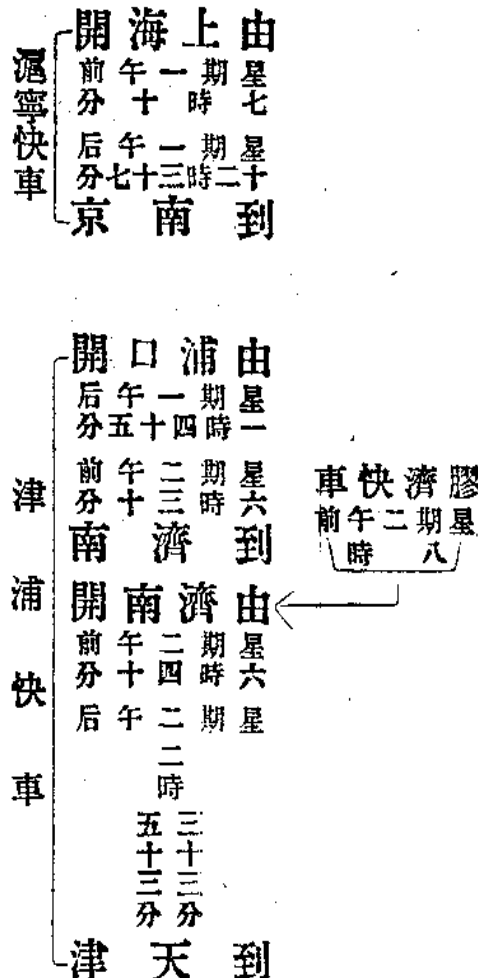 滬寧快車
由上海開
星期一午前
七時十分
星期一午后
十二時三十七分
到南京
津浦快車
由浦口開
星期一午后
一時四十五分
星期二午前
六時三十分
到濟南
由濟南開
星期二午前
六時四十分
星期二午后
二時
三十三分
五十三分
到天津
膠濟快車
星期二午前
八時